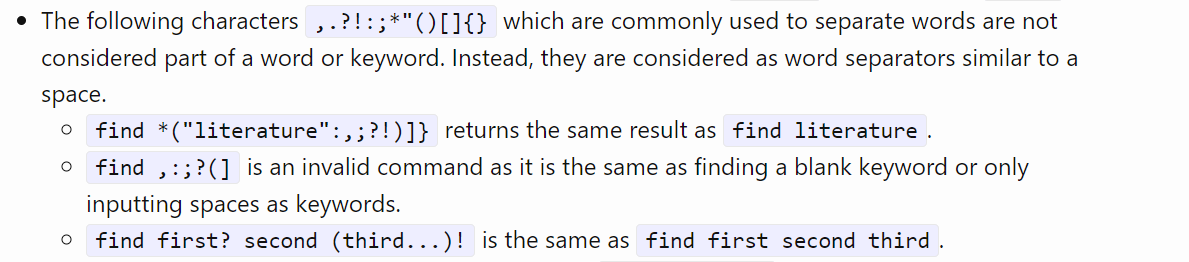 The following characters ,.?!:;*"()[]{} which are commonly used to separate words are not
considered part of a word or keyword. Instead, they are considered as word separators similar to a
space.
find *("literature":,;?!)]} returns the same result as find literature .
find ,:;?(] is an invalid command as it is the same as finding a blank keyword or only
inputting spaces as keywords.
find first? second (third...)! is the same as find first second third .